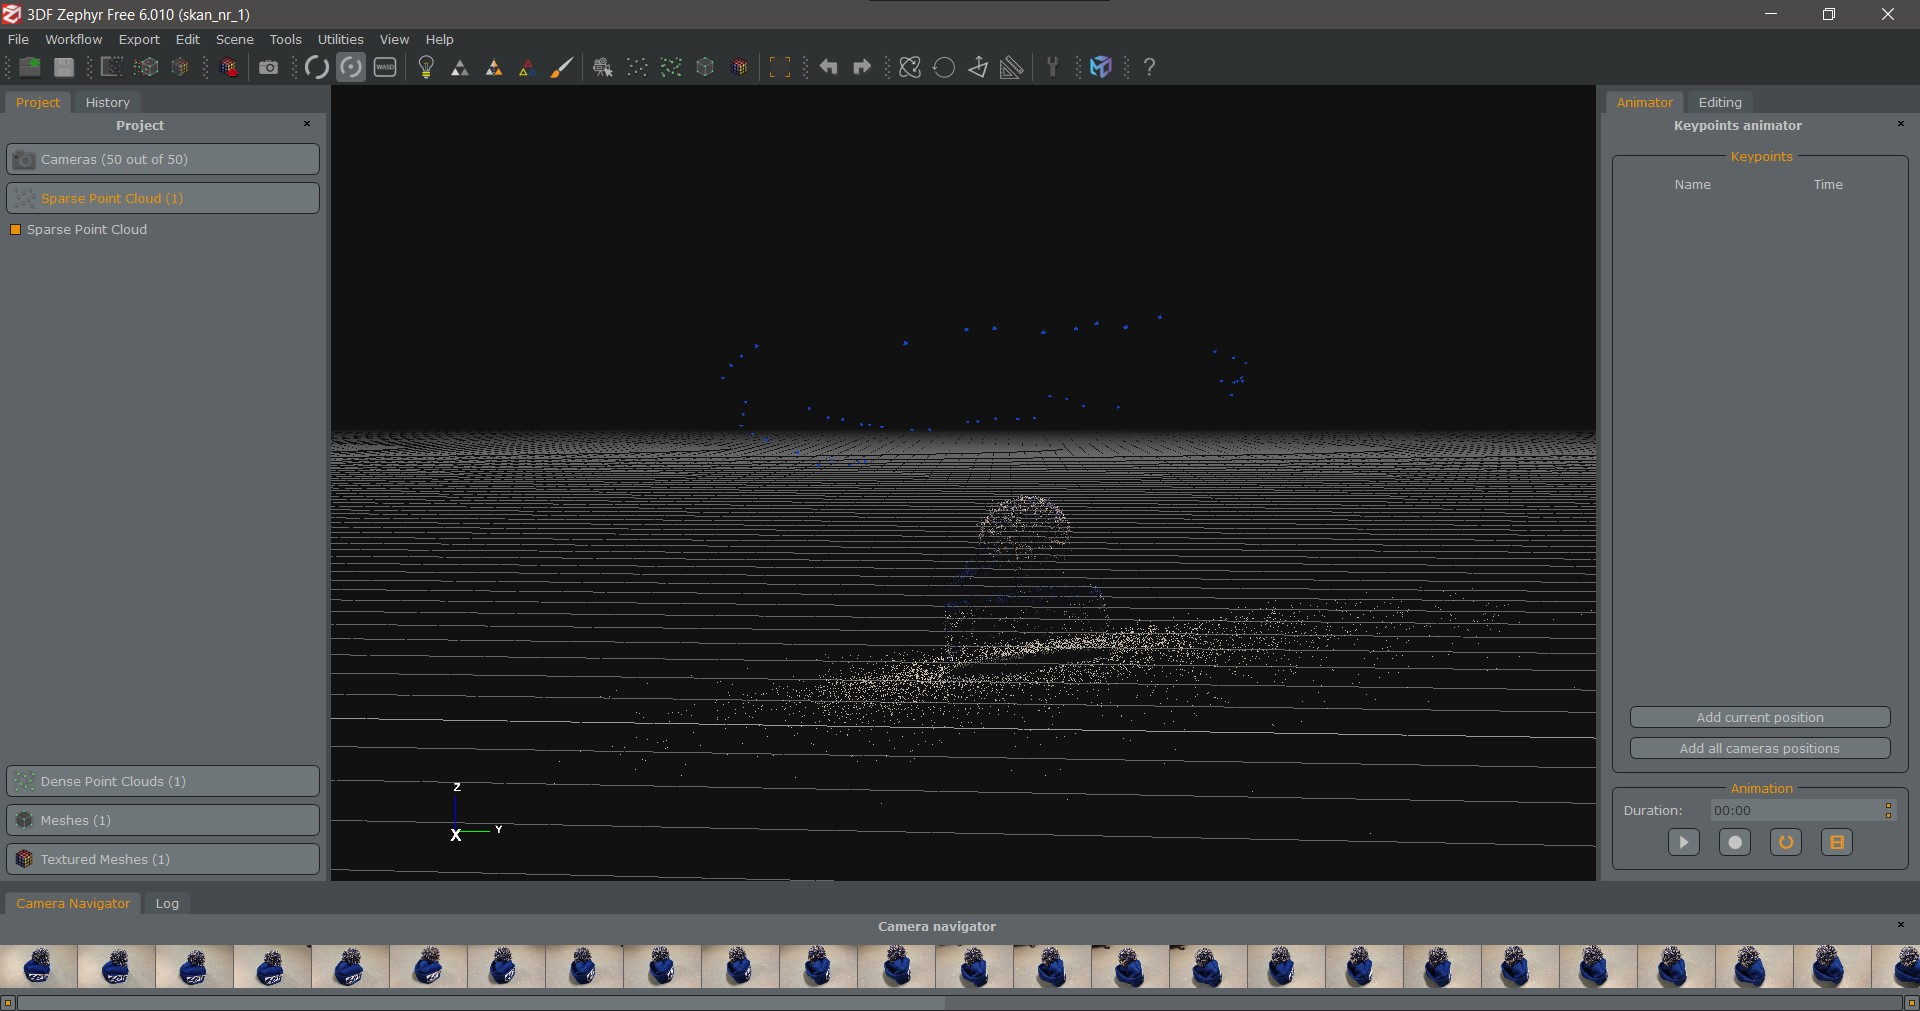 3DF Zephyr Free 6.010 (skan_nr_1)
File Workflow Export Edit Scene Tools Utilities View Help
WASD
?
Project History
Project
Cameras (50 out of 50)
Sparse Point Cloud (1)
Sparse Point Cloud
Dense Point Clouds (1)
Meshes (1)
Textured Meshes (1)
Z
X Y
Animator Editing
Keypoints animator
Keypoints
Name Time
Add current position
Add all cameras positions
Animation
Duration: 00:00
Camera Navigator Log
Camera navigator